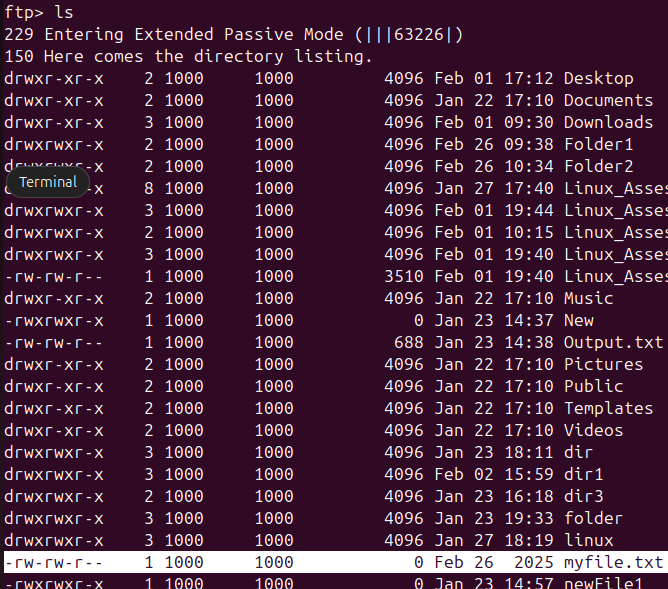 ftp> ls
229 Entering Extended Passive Mode (|||63226|)
150 Here comes the directory listing.
drwxr-xr-x    2 1000     1000         4096 Feb 01 17:12 Desktop
drwxr-xr-x    2 1000     1000         4096 Jan 22 17:10 Documents
drwxr-xr-x    3 1000     1000         4096 Feb 01 09:30 Downloads
drwxrwxr-x    2 1000     1000         4096 Feb 26 09:38 Folder1
drwxrwxr-x    2 1000     1000         4096 Feb 26 10:34 Folder2
Terminal
-x    8 1000     1000         4096 Jan 27 17:40 Linux_Asses
drwxrwxr-x    3 1000     1000         4096 Feb 01 19:44 Linux_Asses
drwxrwxr-x    2 1000     1000         4096 Feb 01 10:15 Linux_Asses
drwxrwxr-x    3 1000     1000         4096 Feb 01 19:40 Linux_Asses
-rw-rw-r--    1 1000     1000         3510 Feb 01 19:40 Linux_Asses
drwxr-xr-x    2 1000     1000         4096 Jan 22 17:10 Music
-rwxrwxr-x    1 1000     1000            0 Jan 23 14:37 New
-rw-rw-r--    1 1000     1000          688 Jan 23 14:38 Output.txt
drwxr-xr-x    2 1000     1000         4096 Jan 22 17:10 Pictures
drwxr-xr-x    2 1000     1000         4096 Jan 22 17:10 Public
drwxr-xr-x    2 1000     1000         4096 Jan 22 17:10 Templates
drwxr-xr-x    2 1000     1000         4096 Jan 22 17:10 Videos
drwxrwxr-x    3 1000     1000         4096 Jan 23 18:11 dir
drwxrwxr-x    3 1000     1000         4096 Feb 02 15:59 dir1
drwxrwxr-x    2 1000     1000         4096 Jan 23 16:18 dir3
drwxrwxr-x    3 1000     1000         4096 Jan 23 19:33 folder
drwxrwxr-x    3 1000     1000         4096 Jan 27 18:19 linux
-rw-rw-r--    1 1000     1000            0 Feb 26  2025 myfile.txt
-rwxrwxr-x    1 1000     1000            0 Jan 23 14:57 newFile1